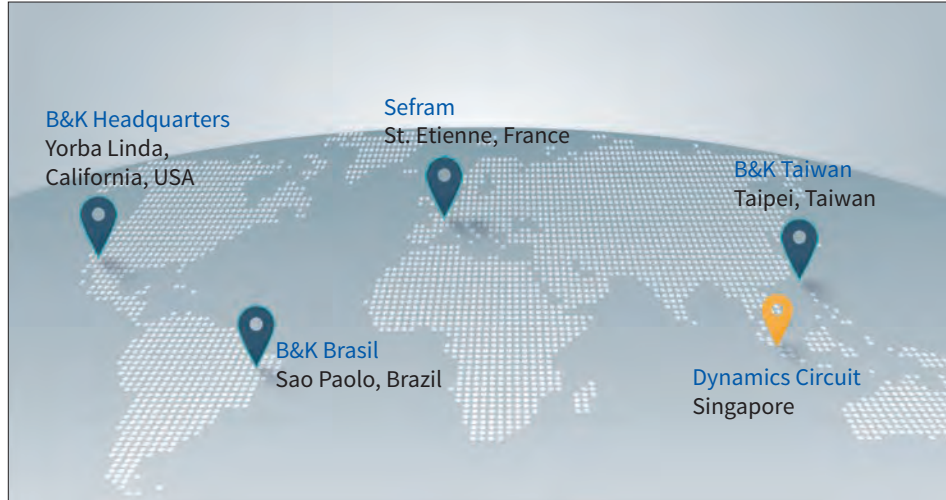 B&K Headquarters
Yorba Linda,
California, USA
Sefram
St. Etienne, France
B&K Taiwan
Taipei, Taiwan
B&K Brasil
Sao Paolo, Brazil
Dynamics Circuit
Singapore